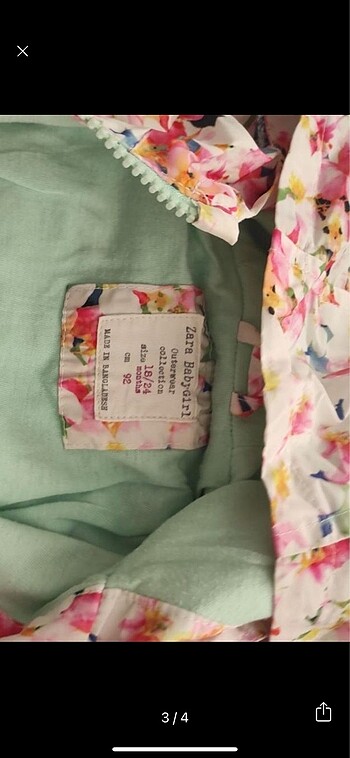 Zara BabyGirl
Outerwear
collection
size 18/24
months
cm 92
MADE IN BANGLADESH
3/4